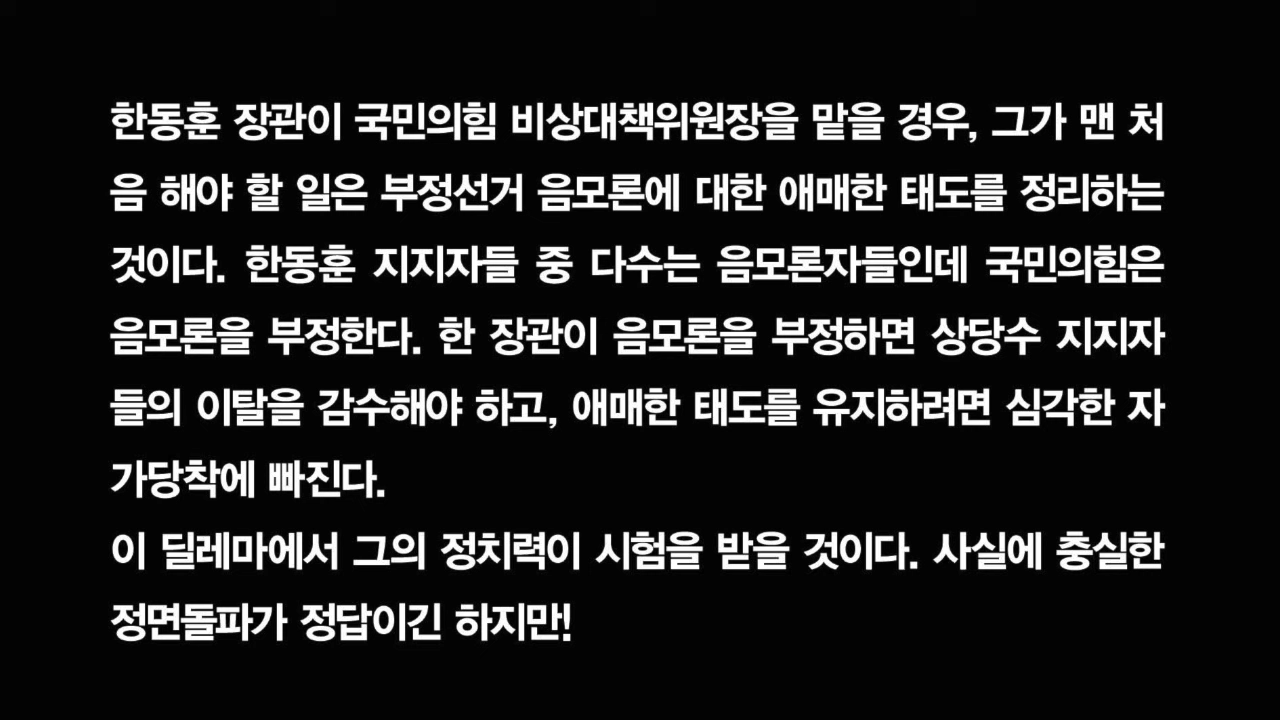 한동훈 장관이 국민의힘 비상대책위원장을 맡을 경우, 그가 맨 처
음 해야 할 일은 부정선거 음모론에 대한 애매한 태도를 정리하는
것이다. 한동훈 지지자들 중 다수는 음모론자들인데 국민의힘은
음모론을 부정한다. 한 장관이 음모론을 부정하면 상당수 지지자
들의 이탈을 감수해야 하고, 애매한 태도를 유지하려면 심각한 자
가당착에 빠진다.
이 딜레마에서 그의 정치력이 시험을 받을 것이다. 사실에 충실한
정면돌파가 정답이긴 하지만!